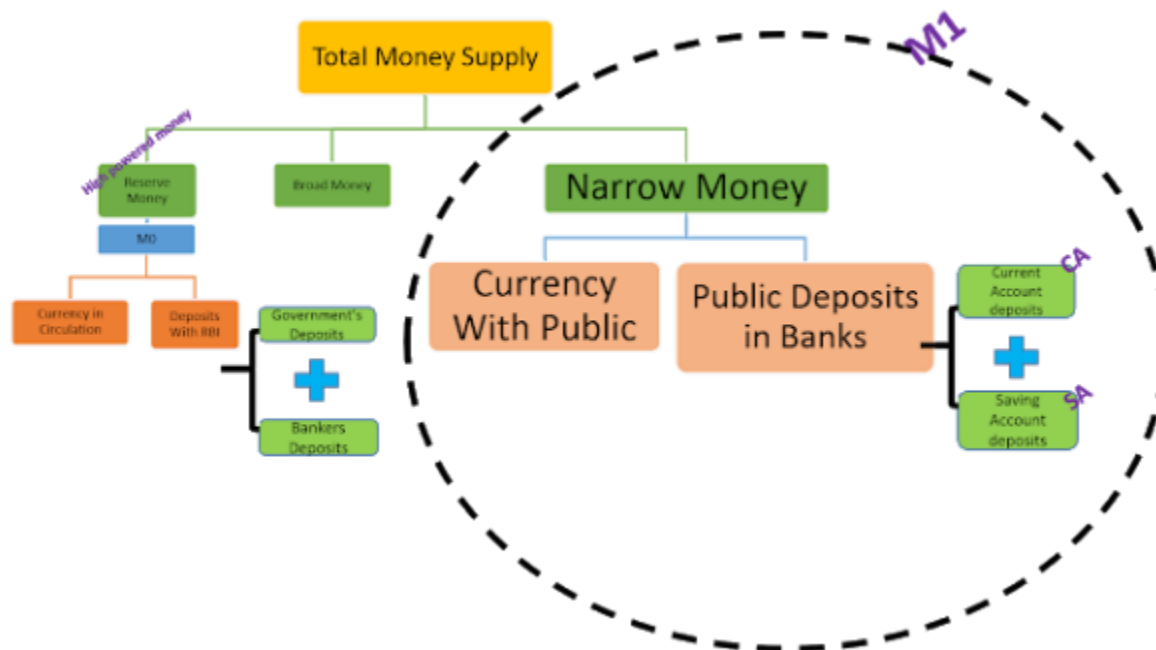 M1
Total Money Supply
High powered money
Reserve
Money
Broad Money
Narrow Money
M0
Currency in
Circulation
Deposits
With RBI
Government's
Deposits
Bankers
Deposits
Currency
With Public
Public Deposits
in Banks
CA
Current
Account
deposits
SA
Saving
Account
deposits